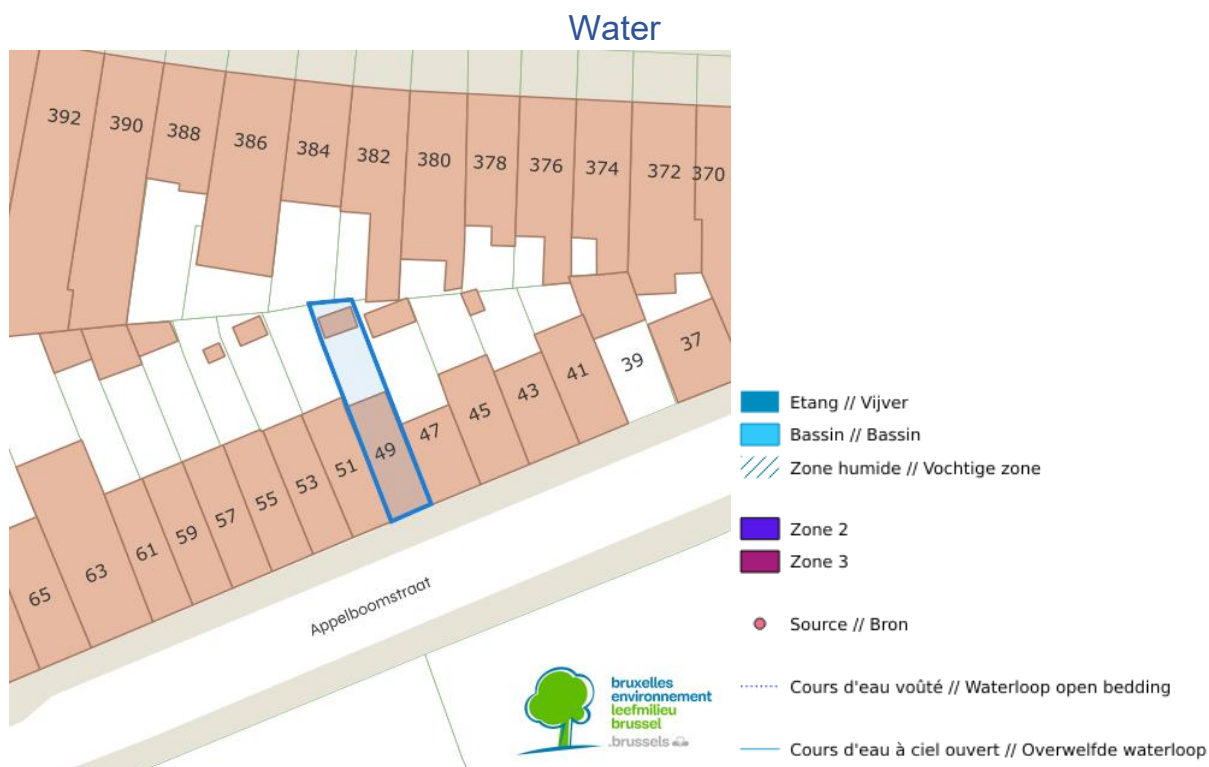 Water
392
390
388
386
384
382
380
378
376
374
372
370
37
39
41
43
45
47
49
51
53
55
57
59
61
63
65
Appelboomstraat
bruxelles
environnement
leefmilieu
brussel
.brussels
Etang // Vijver
Bassin // Bassin
Zone humide // Vochtige zone
Zone 2
Zone 3
Source // Bron
Cours d'eau voûté // Waterloop open bedding
Cours d'eau à ciel ouvert // Overwelfde waterloop